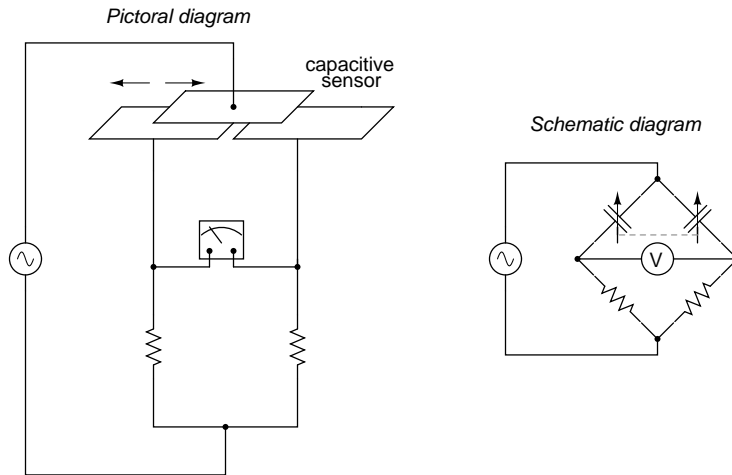 Pictoral diagram
capacitive
sensor
Schematic diagram
V